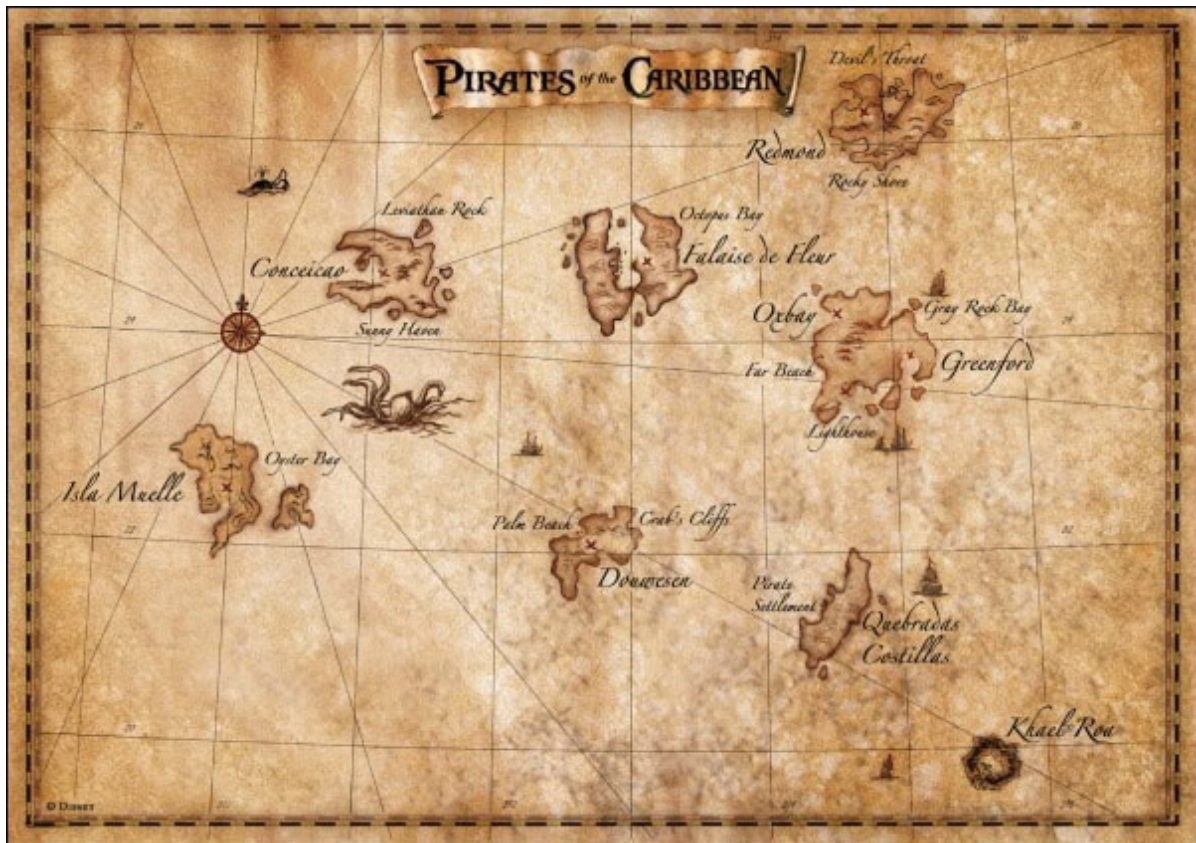 PIRATES of the CARIBBEAN
Devil's Throat
Redmond
Rocky Shore
Leviathan Rock
Conceicao
Sunny Haven
Octopus Bay
Falaise de Fleur
Oxbay
Gray Rock Bay
Far Beach
Greenford
Lighthouse
Oyster Bay
Isla Muelle
Palm Beach
Crab's Cliffs
Douwesen
Pirate
Settlement
Quebradas
Costillas
Khael Roa
© DISNEY